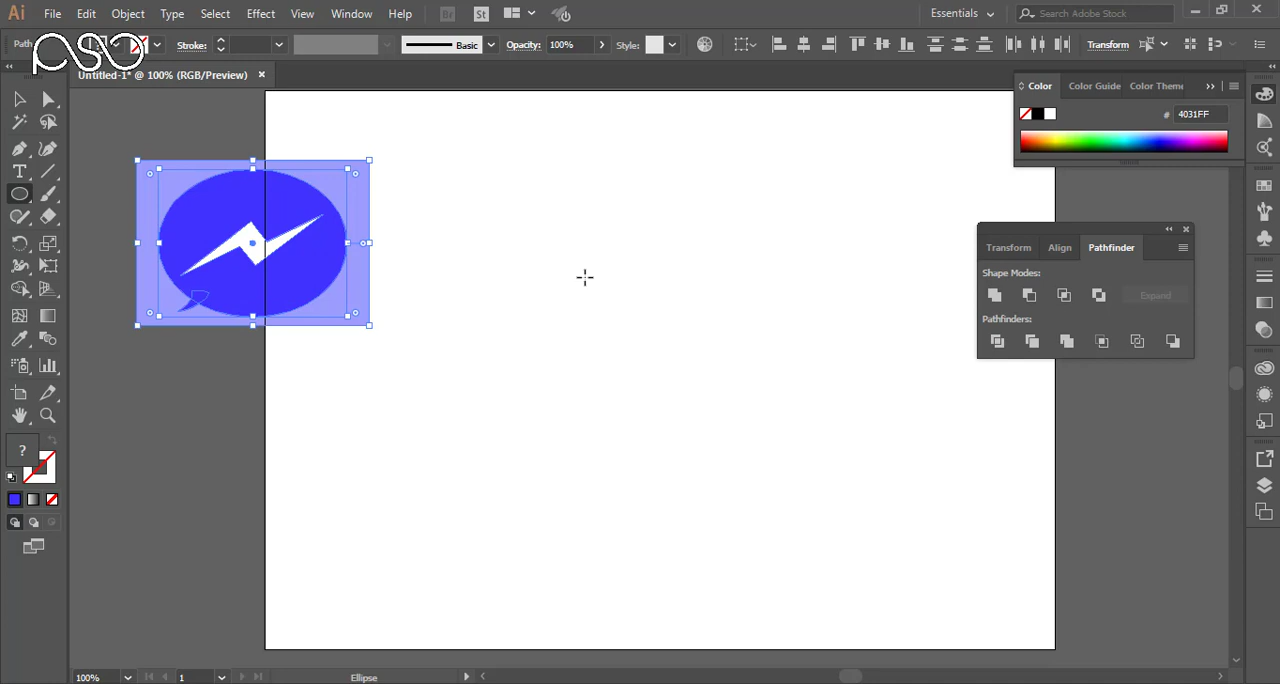 Ai File Edit Object Type Select Effect View Window Help Br St Essentials Search Adobe Stock
Path PSD Stroke: Basic Opacity: 100% Style: Transform
Untitled-1* @ 100% (RGB/Preview)
Color Color Guide Color Theme
# 4031FF
Transform Align Pathfinder
Shape Modes:
Expand
Pathfinders:
?
100% 1 Ellipse